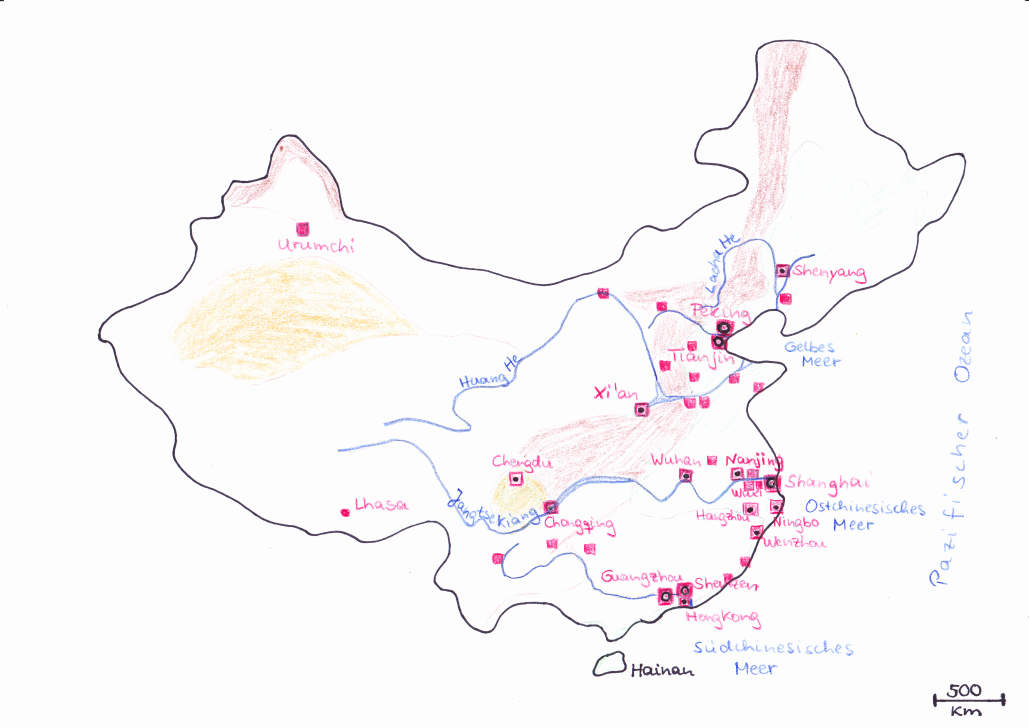 Urumchi
Laoha He
Shenyang
Peking
Tianjin
Gelbes
Meer
Huang He
Xi'an
Pazifischer Ozean
Chengdu
Wuhan
Nanjing
Shanghai
Wuxi
Lhasa
Jangtsekiang
Chongqing
Hangzhou
Ningbo
Ostchinesisches
Meer
Wenzhou
Guangzhou
Shenzen
Hongkong
Südchinesisches
Meer
Hainan
500
Km